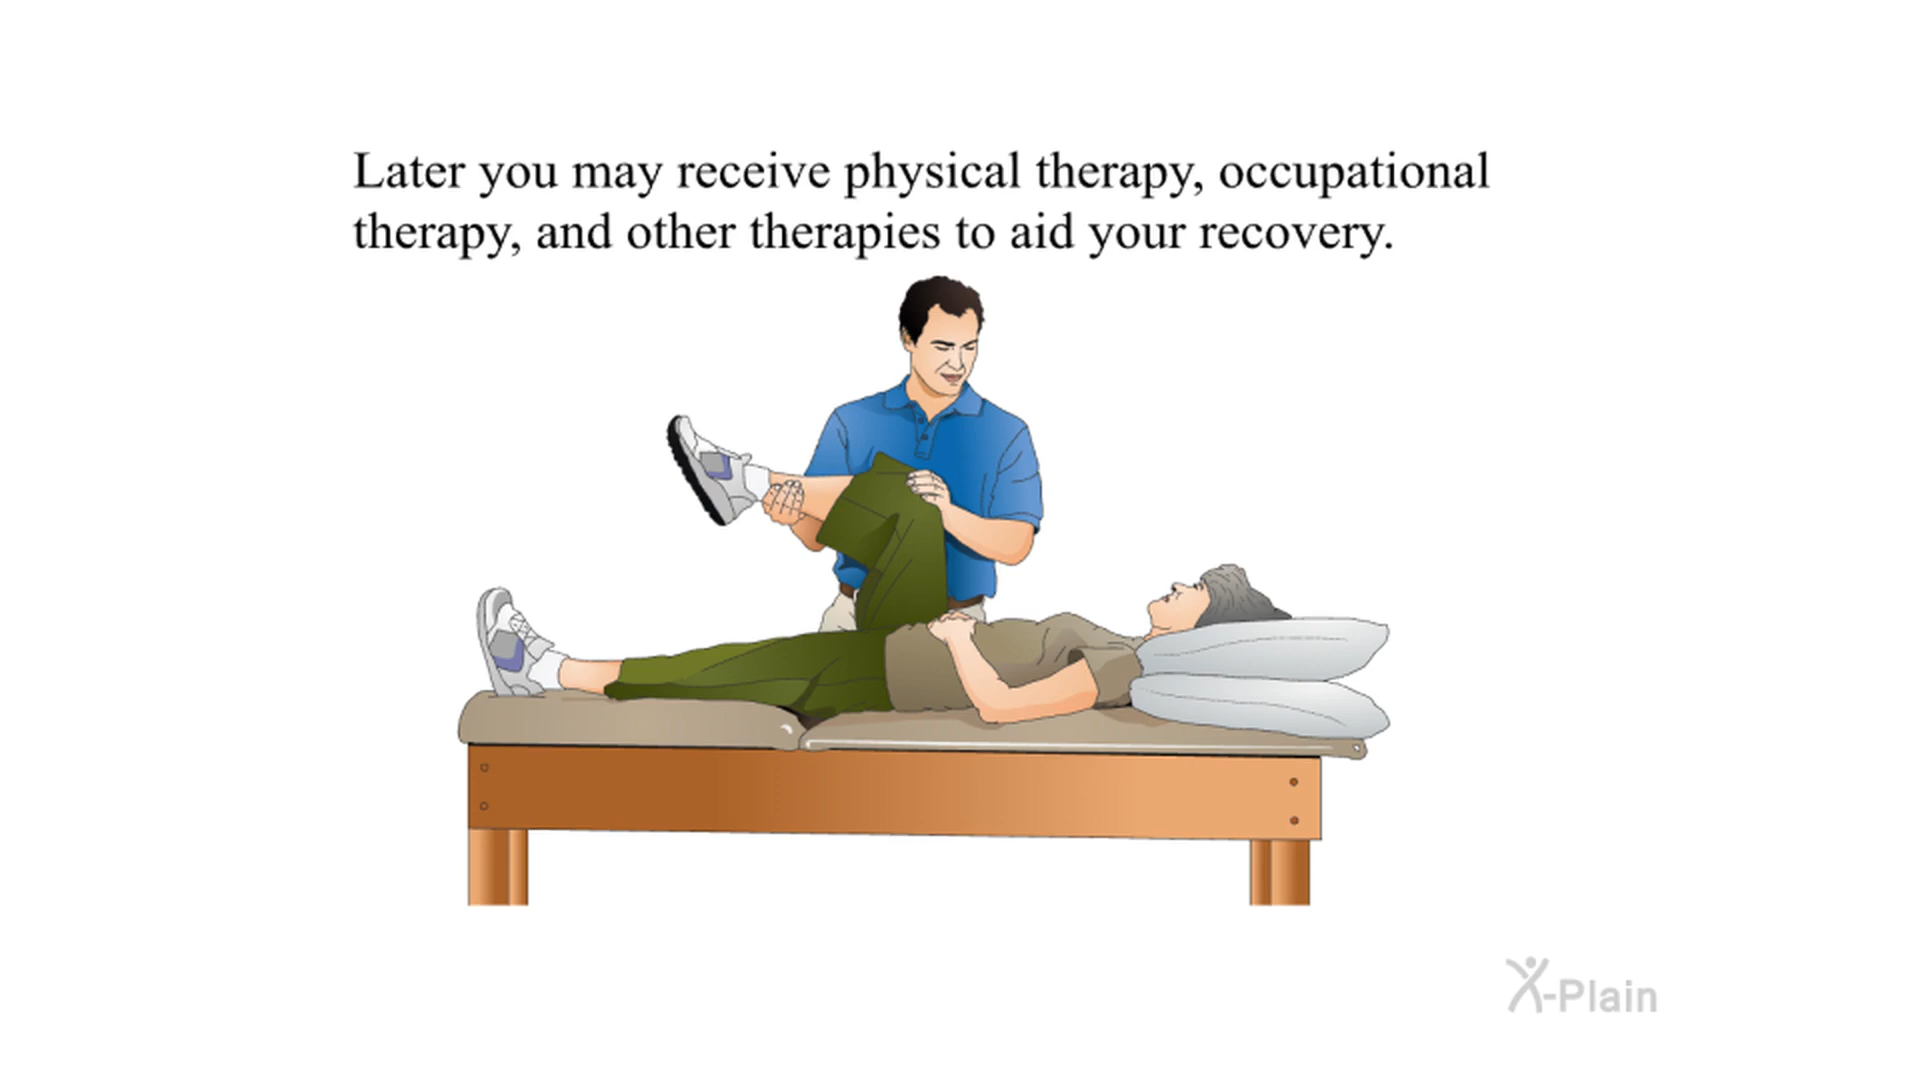 Later you may receive physical therapy, occupational
therapy, and other therapies to aid your recovery.
X-Plain